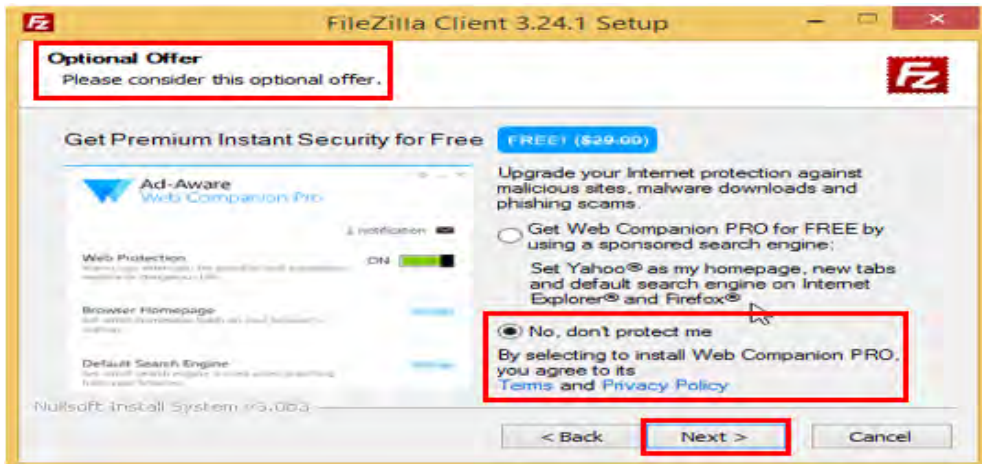 FileZilla Client 3.24.1 Setup
Optional Offer
Please consider this optional offer.
Fz
Get Premium Instant Security for Free
FREE! ($29.00)
Ad-Aware
Web Companion Pro
1 notification
Web Protection
ON
Browser Homepage
Default Search Engine
Upgrade your Internet protection against
malicious sites, malware downloads and
phishing scams.
Get Web Companion PRO for FREE by
using a sponsored search engine:
Set Yahoo® as my homepage, new tabs
and default search engine on Internet
Explorer® and Firefox®
No, don't protect me
By selecting to install Web Companion PRO,
you agree to its
Terms and Privacy Policy
Nullsoft Install System
< Back
Next >
Cancel